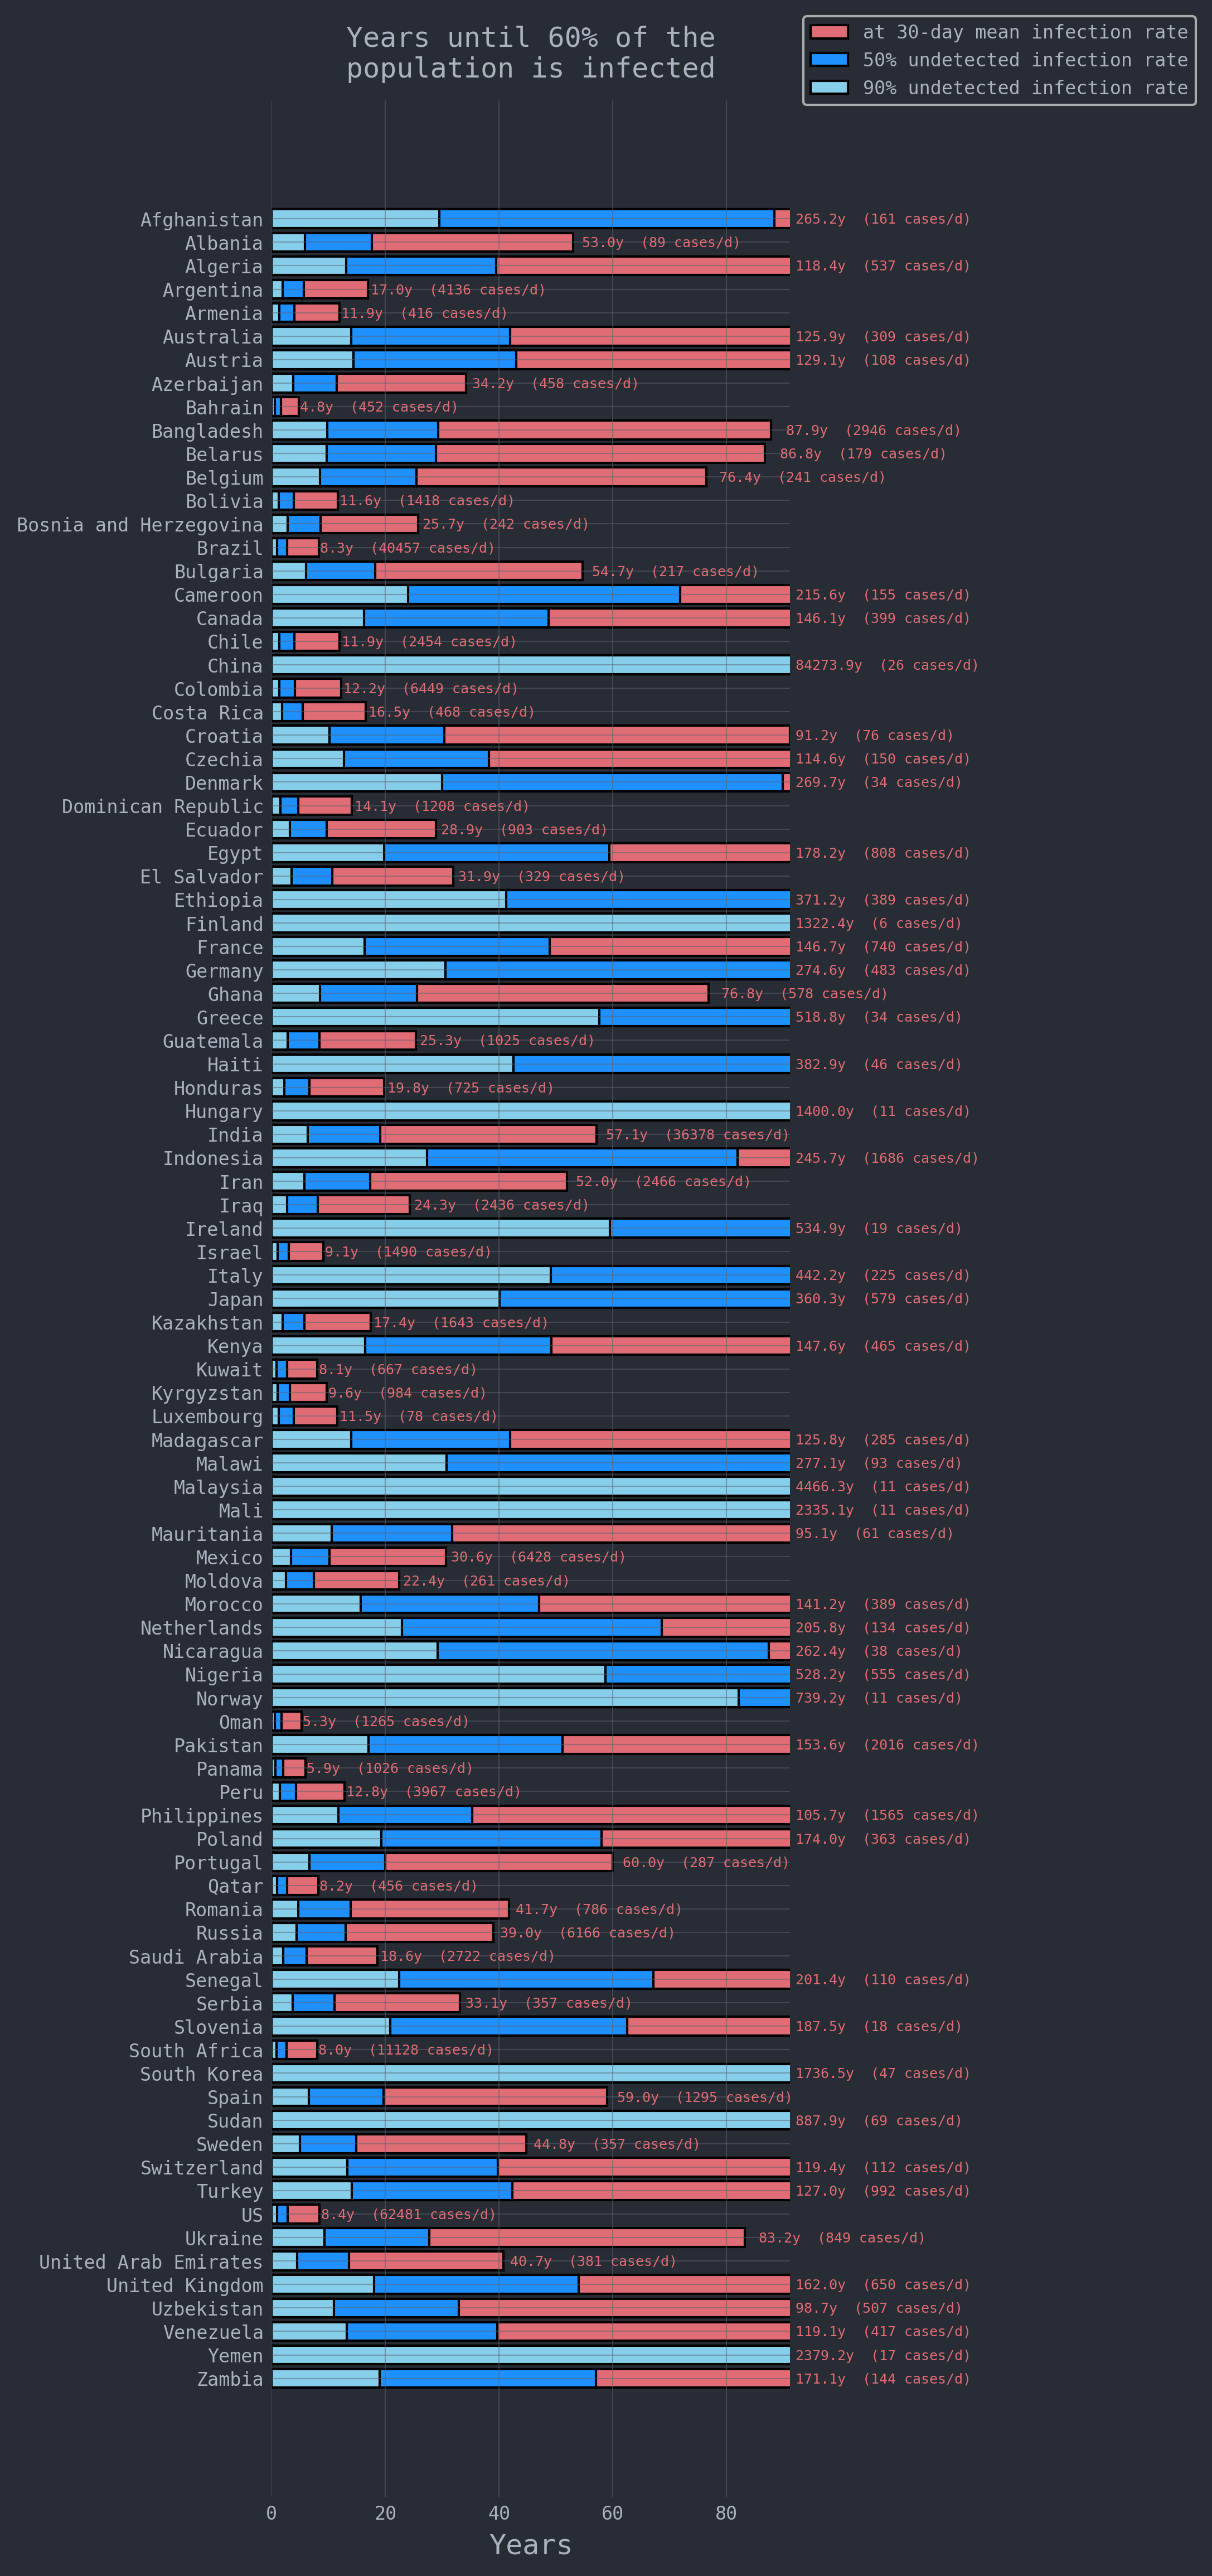 Years until 60% of the
population is infected
at 30-day mean infection rate
50% undetected infection rate
90% undetected infection rate
Afghanistan 265.2y (161 cases/d)
Albania 53.0y (89 cases/d)
Algeria 118.4y (537 cases/d)
Argentina 17.0y (4136 cases/d)
Armenia 11.9y (416 cases/d)
Australia 125.9y (309 cases/d)
Austria 129.1y (108 cases/d)
Azerbaijan 34.2y (458 cases/d)
Bahrain 4.8y (452 cases/d)
Bangladesh 87.9y (2946 cases/d)
Belarus 86.8y (179 cases/d)
Belgium 76.4y (241 cases/d)
Bolivia 11.6y (1418 cases/d)
Bosnia and Herzegovina 25.7y (242 cases/d)
Brazil 8.3y (40457 cases/d)
Bulgaria 54.7y (217 cases/d)
Cameroon 215.6y (155 cases/d)
Canada 146.1y (399 cases/d)
Chile 11.9y (2454 cases/d)
China 84273.9y (26 cases/d)
Colombia 12.2y (6449 cases/d)
Costa Rica 16.5y (468 cases/d)
Croatia 91.2y (76 cases/d)
Czechia 114.6y (150 cases/d)
Denmark 269.7y (34 cases/d)
Dominican Republic 14.1y (1208 cases/d)
Ecuador 28.9y (903 cases/d)
Egypt 178.2y (808 cases/d)
El Salvador 31.9y (329 cases/d)
Ethiopia 371.2y (389 cases/d)
Finland 1322.4y (6 cases/d)
France 146.7y (740 cases/d)
Germany 274.6y (483 cases/d)
Ghana 76.8y (578 cases/d)
Greece 518.8y (34 cases/d)
Guatemala 25.3y (1025 cases/d)
Haiti 382.9y (46 cases/d)
Honduras 19.8y (725 cases/d)
Hungary 1400.0y (11 cases/d)
India 57.1y (36378 cases/d)
Indonesia 245.7y (1686 cases/d)
Iran 52.0y (2466 cases/d)
Iraq 24.3y (2436 cases/d)
Ireland 534.9y (19 cases/d)
Israel 9.1y (1490 cases/d)
Italy 442.2y (225 cases/d)
Japan 360.3y (579 cases/d)
Kazakhstan 17.4y (1643 cases/d)
Kenya 147.6y (465 cases/d)
Kuwait 8.1y (667 cases/d)
Kyrgyzstan 9.6y (984 cases/d)
Luxembourg 11.5y (78 cases/d)
Madagascar 125.8y (285 cases/d)
Malawi 277.1y (93 cases/d)
Malaysia 4466.3y (11 cases/d)
Mali 2335.1y (11 cases/d)
Mauritania 95.1y (61 cases/d)
Mexico 30.6y (6428 cases/d)
Moldova 22.4y (261 cases/d)
Morocco 141.2y (389 cases/d)
Netherlands 205.8y (134 cases/d)
Nicaragua 262.4y (38 cases/d)
Nigeria 528.2y (555 cases/d)
Norway 739.2y (11 cases/d)
Oman 5.3y (1265 cases/d)
Pakistan 153.6y (2016 cases/d)
Panama 5.9y (1026 cases/d)
Peru 12.8y (3967 cases/d)
Philippines 105.7y (1565 cases/d)
Poland 174.0y (363 cases/d)
Portugal 60.0y (287 cases/d)
Qatar 8.2y (456 cases/d)
Romania 41.7y (786 cases/d)
Russia 39.0y (6166 cases/d)
Saudi Arabia 18.6y (2722 cases/d)
Senegal 201.4y (110 cases/d)
Serbia 33.1y (357 cases/d)
Slovenia 187.5y (18 cases/d)
South Africa 8.0y (11128 cases/d)
South Korea 1736.5y (47 cases/d)
Spain 59.0y (1295 cases/d)
Sudan 887.9y (69 cases/d)
Sweden 44.8y (357 cases/d)
Switzerland 119.4y (112 cases/d)
Turkey 127.0y (992 cases/d)
US 8.4y (62481 cases/d)
Ukraine 83.2y (849 cases/d)
United Arab Emirates 40.7y (381 cases/d)
United Kingdom 162.0y (650 cases/d)
Uzbekistan 98.7y (507 cases/d)
Venezuela 119.1y (417 cases/d)
Yemen 2379.2y (17 cases/d)
Zambia 171.1y (144 cases/d)
0 20 40 60 80
Years